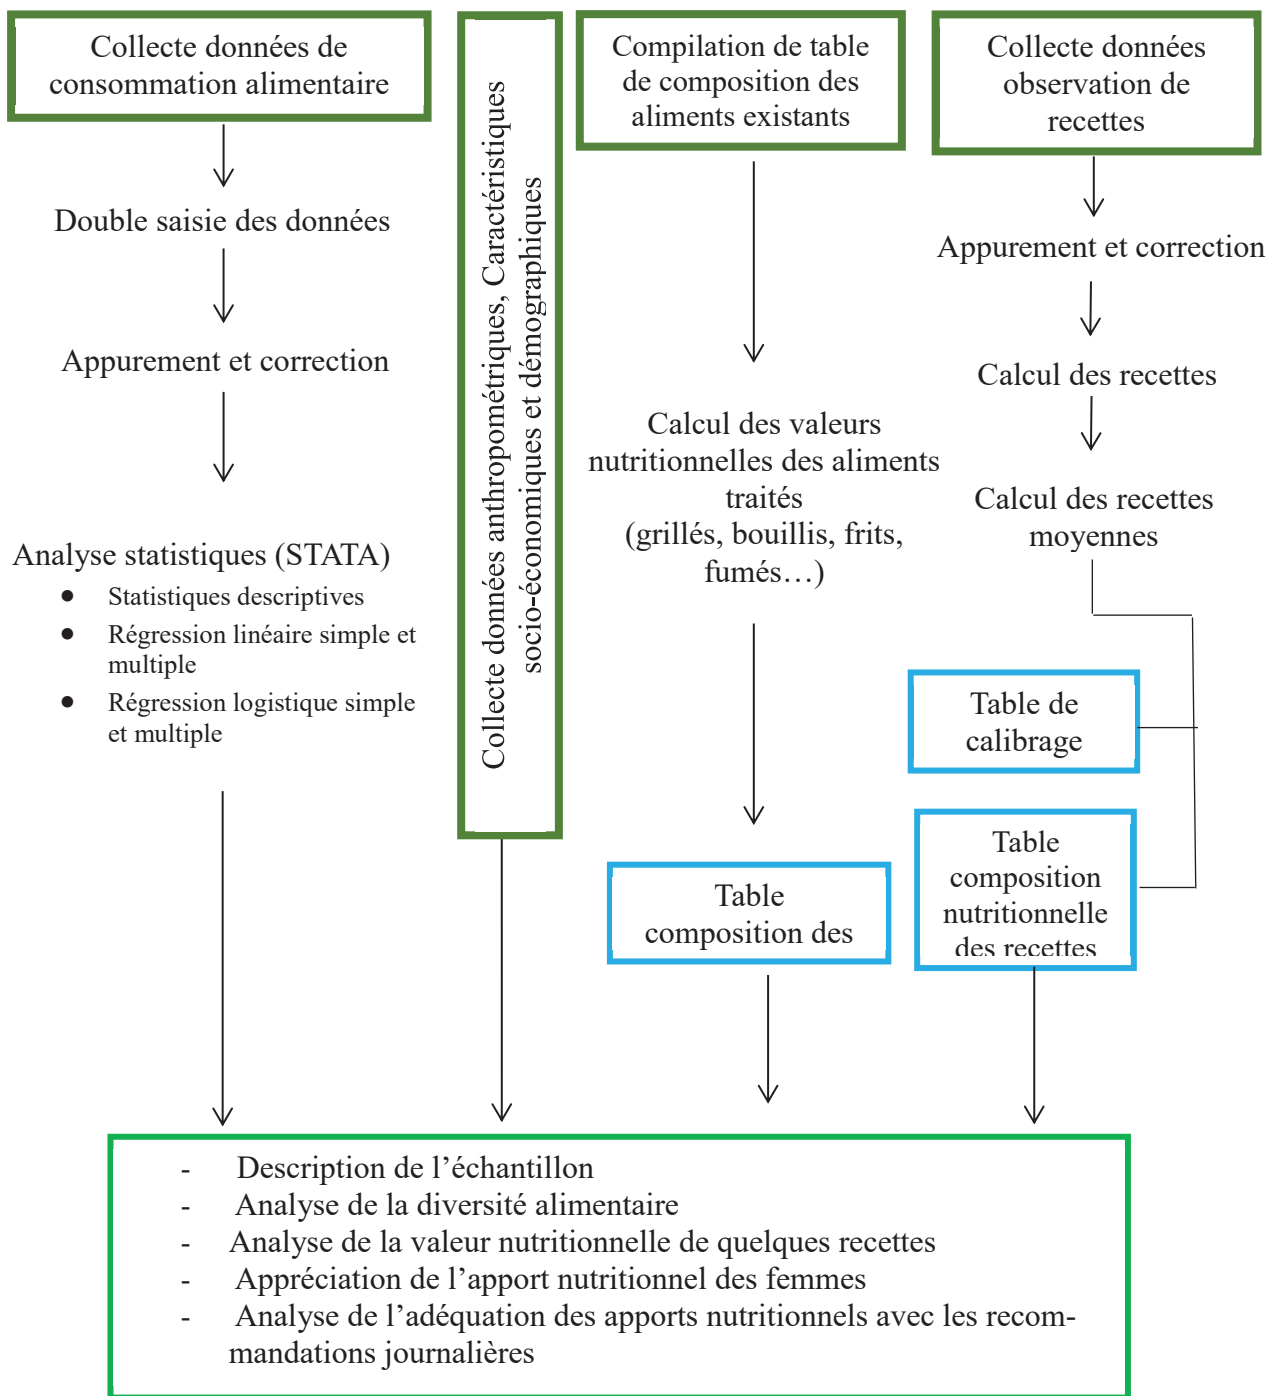 Collecte données de
consommation alimentaire
Double saisie des données
Appurement et correction
Analyse statistiques (STATA)
● Statistiques descriptives
● Régression linéaire simple et
multiple
● Régression logistique simple
et multiple
Collecte données anthropométriques, Caractéristiques
socio-économiques et démographiques
Compilation de table
de composition des
aliments existants
Calcul des valeurs
nutritionnelles des aliments
traités
(grillés, bouillis, frits,
fumés…)
Table
composition des
Collecte données
observation de
recettes
Appurement et correction
Calcul des recettes
Calcul des recettes
moyennes
Table de
calibrage
Table
composition
nutritionnelle
des recettes
- Description de l’échantillon
- Analyse de la diversité alimentaire
- Analyse de la valeur nutritionnelle de quelques recettes
- Appréciation de l’apport nutritionnel des femmes
- Analyse de l’adéquation des apports nutritionnels avec les recom-
mandations journalières